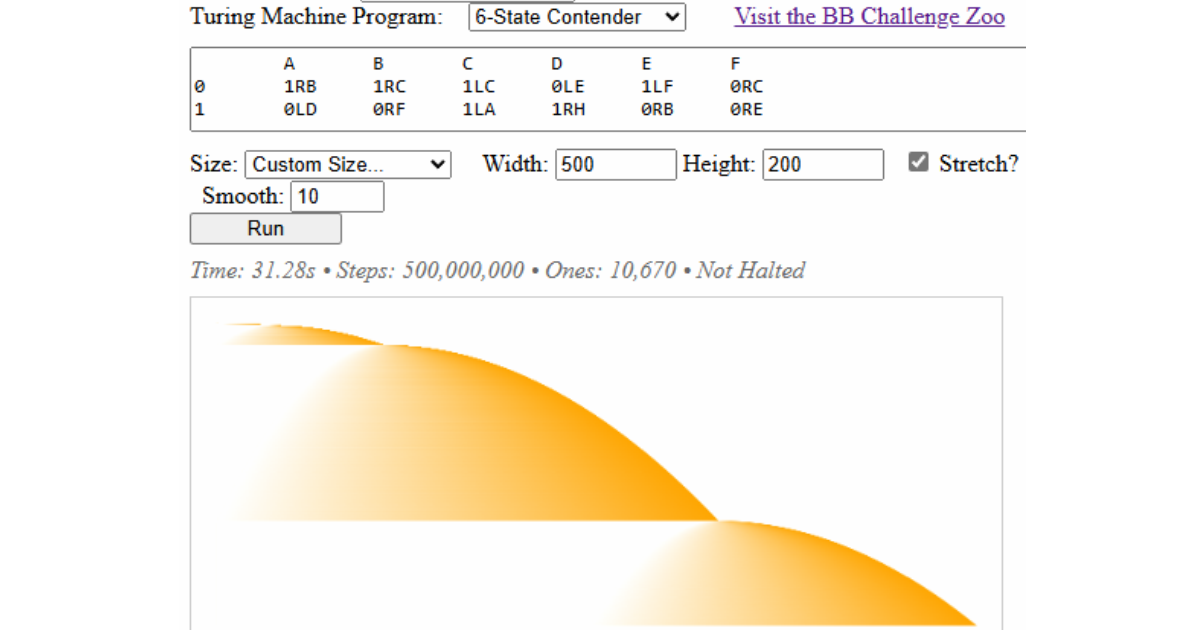 Turing Machine Program: 6-State Contender Visit the BB Challenge Zoo
A B C D E F
0 1RB 1RC 1LC 0LE 1LF 0RC
1 0LD 0RF 1LA 1RH 0RB 0RE
Size: Custom Size... Width: 500 Height: 200 Stretch?
Smooth: 10
Run
Time: 31.28s • Steps: 500,000,000 • Ones: 10,670 • Not Halted